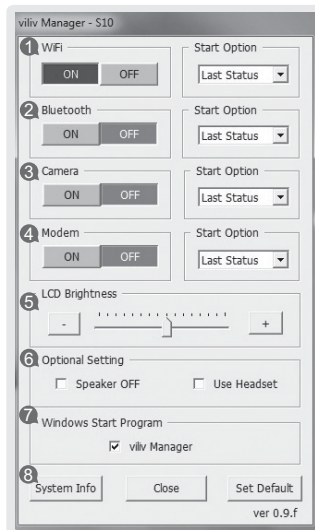 viliv Manager - S10
1 WiFi Start Option
ON OFF Last Status
2 Bluetooth Start Option
ON OFF Last Status
3 Camera Start Option
ON OFF Last Status
4 Modem Start Option
ON OFF Last Status
5 LCD Brightness
- +
6 Optional Setting
Speaker OFF Use Headset
7 Windows Start Program
viliv Manager
8
System Info Close Set Default
ver 0.9.f